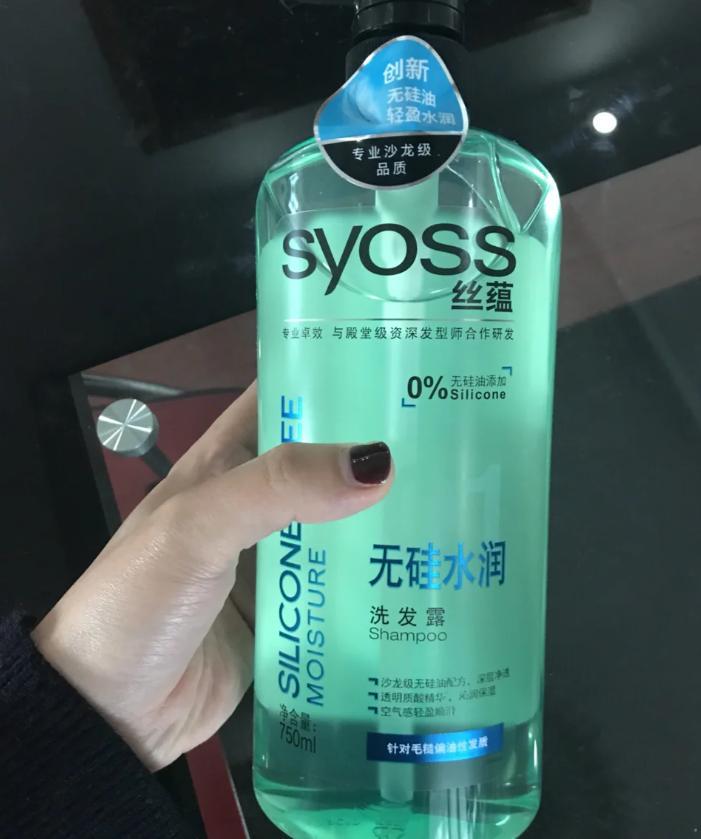 创新
无硅油
轻盈水润
专业沙龙级
品质
syoss
丝蕴
专业卓效 与殿堂级资深发型师合作研发
0% 无硅油添加
Silicone
SILICONE
EE
MOISTURE
无硅水润
洗发露
Shampoo
沙龙级无硅油配方，深层净透
透明质酸精华，沁润保湿
空气感轻盈顺滑
净含量：
750ml
针对毛糙偏油性发质